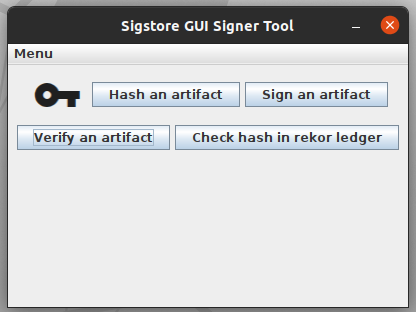 Sigstore GUI Signer Tool
Menu
Hash an artifact
Sign an artifact
Verify an artifact
Check hash in rekor ledger